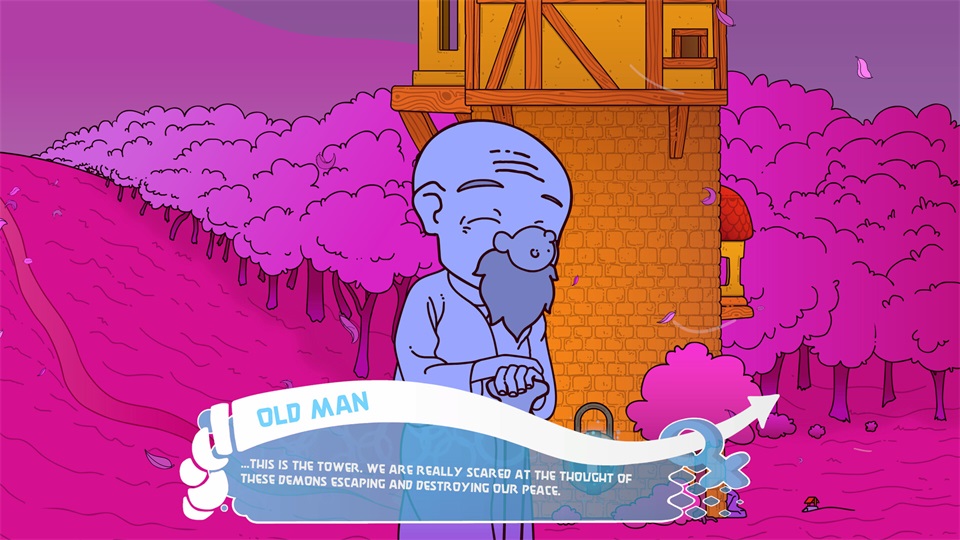 OLD MAN
...THIS IS THE TOWER. WE ARE REALLY SCARED AT THE THOUGHT OF
THESE DEMONS ESCAPING AND DESTROYING OUR PEACE.